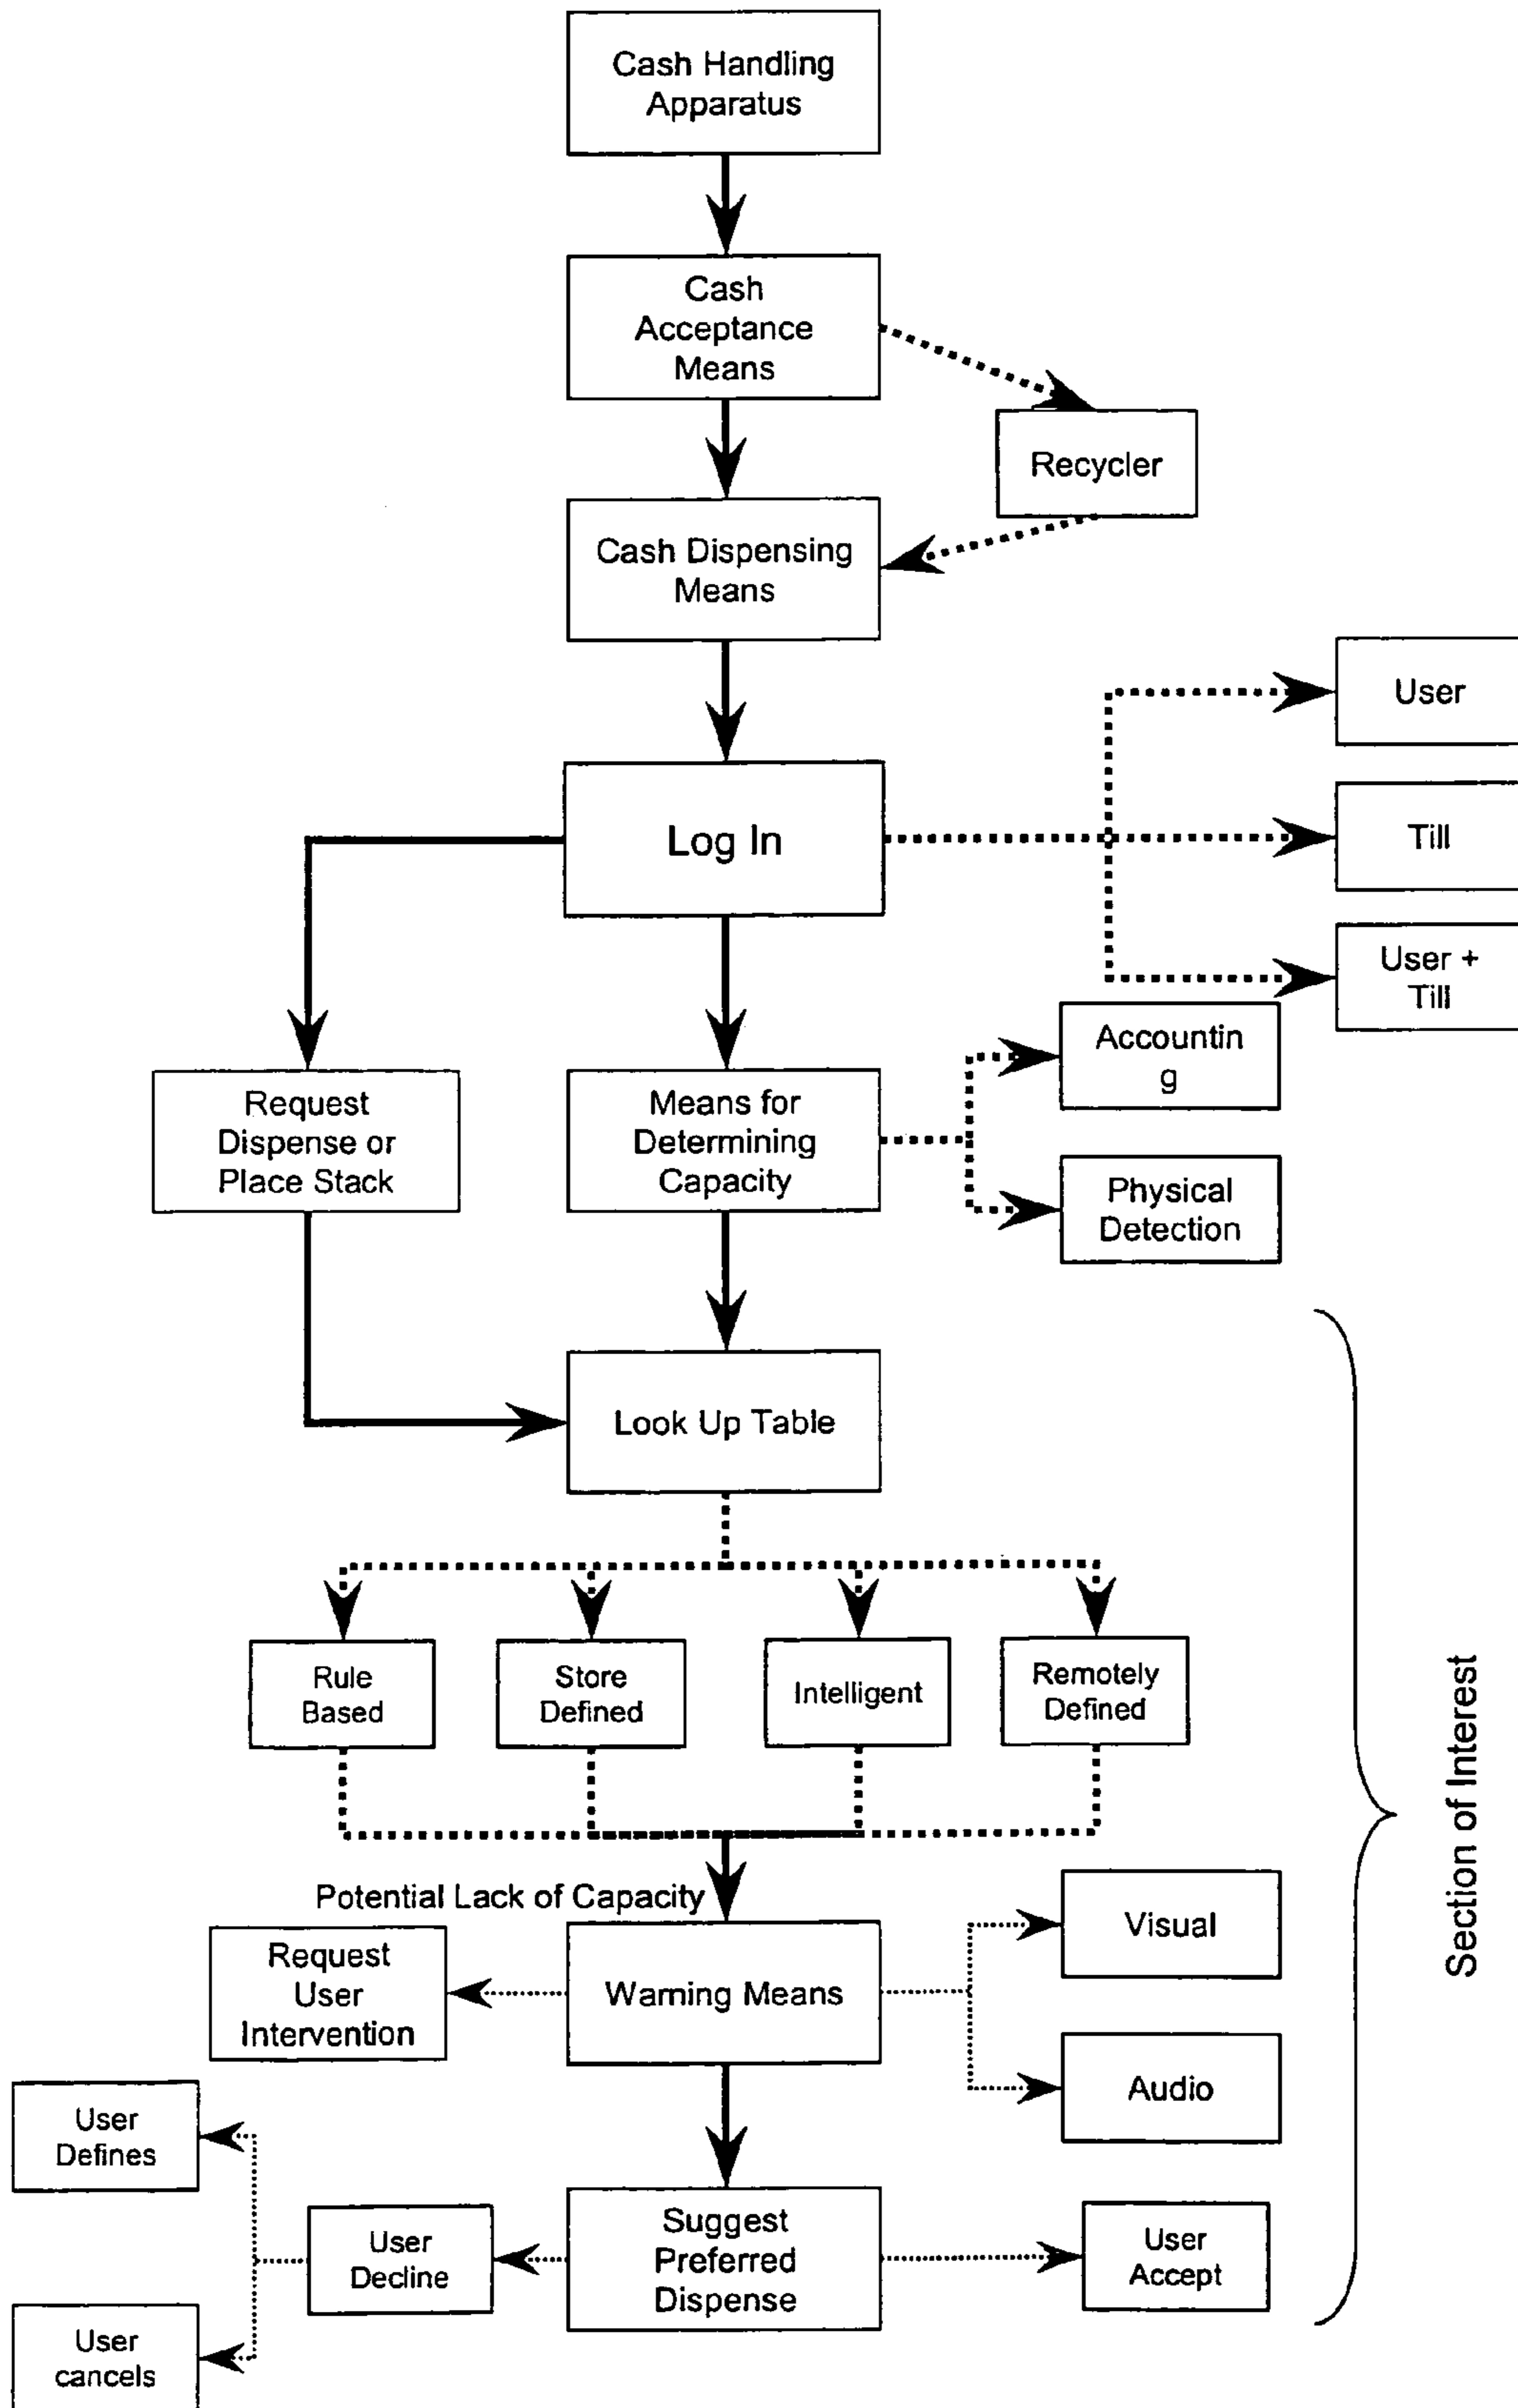 Cash Handling
Apparatus
Cash
Acceptance
Means
Recycler
Cash Dispensing
Means
User
Log In
Till
User +
Till
Accountin
g
Request
Dispense or
Place Stack
Means for
Determining
Capacity
Physical
Detection
Look Up Table
Rule
Based
Store
Defined
Intelligent
Remotely
Defined
Section of Interest
Potential Lack of Capacity
Visual
Request
User
Intervention
Warning Means
Audio
User
Defines
User
Decline
Suggest
Preferred
Dispense
User
Accept
User
cancels